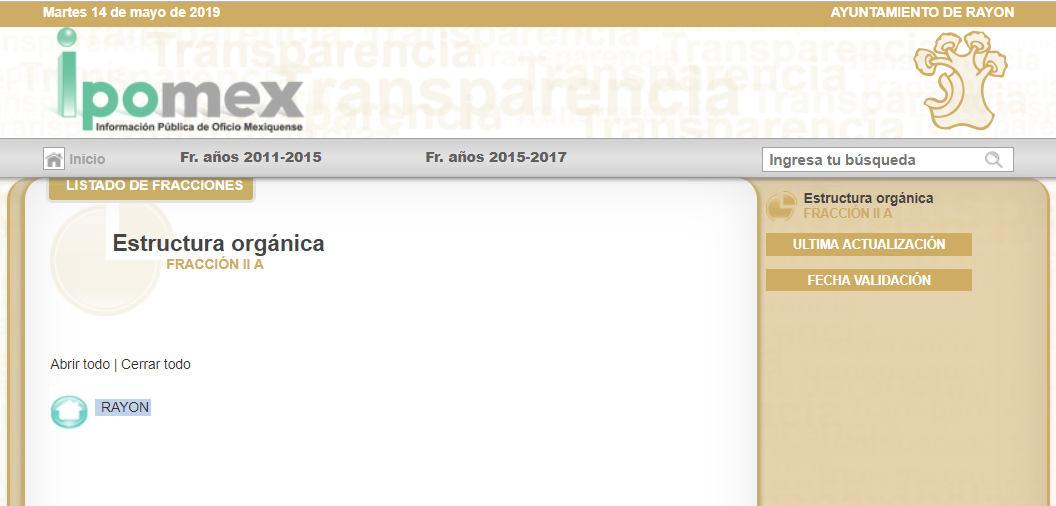 Martes 14 de mayo de 2019
AYUNTAMIENTO DE RAYON
Transparencia
ipomex
Información Pública de Oficio Mexiquense
Inicio
Fr. años 2011-2015
Fr. años 2015-2017
Ingresa tu búsqueda
LISTADO DE FRACCIONES
Estructura orgánica
FRACCIÓN II A
Abrir todo | Cerrar todo
RAYON
Estructura orgánica
FRACCIÓN II A
ULTIMA ACTUALIZACIÓN
FECHA VALIDACIÓN